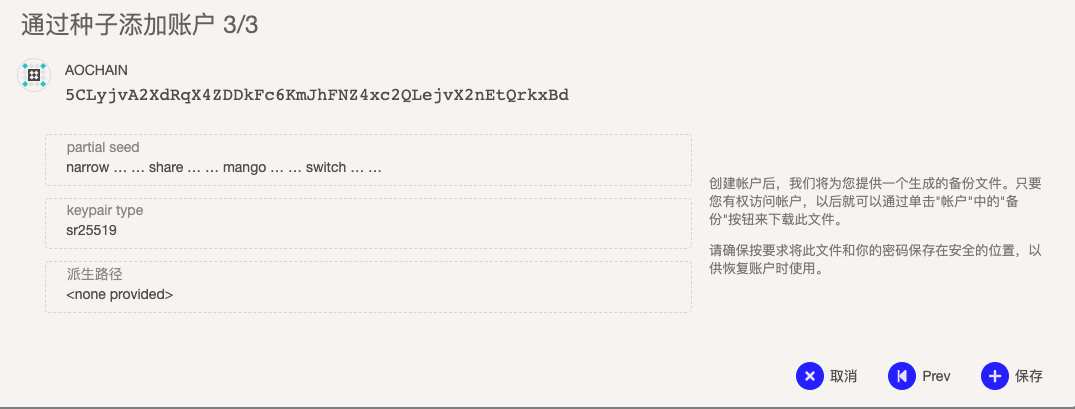 通过种子添加账户 3/3
AOCHAIN
5CLyjvA2XdRqX4ZDDkFc6KmJhFNZ4xc2QLejvX2nEtQrkxBd
partial seed
narrow … … share … … mango … … switch … …
keypair type
sr25519
派生路径
<none provided>
创建帐户后，我们将为您提供一个生成的备份文件。只要
您有权访问帐户，以后就可以通过单击"帐户"中的"备
份"按钮来下载此文件。
请确保按要求将此文件和你的密码保存在安全的位置，以
供恢复账户时使用。
取消
Prev
保存